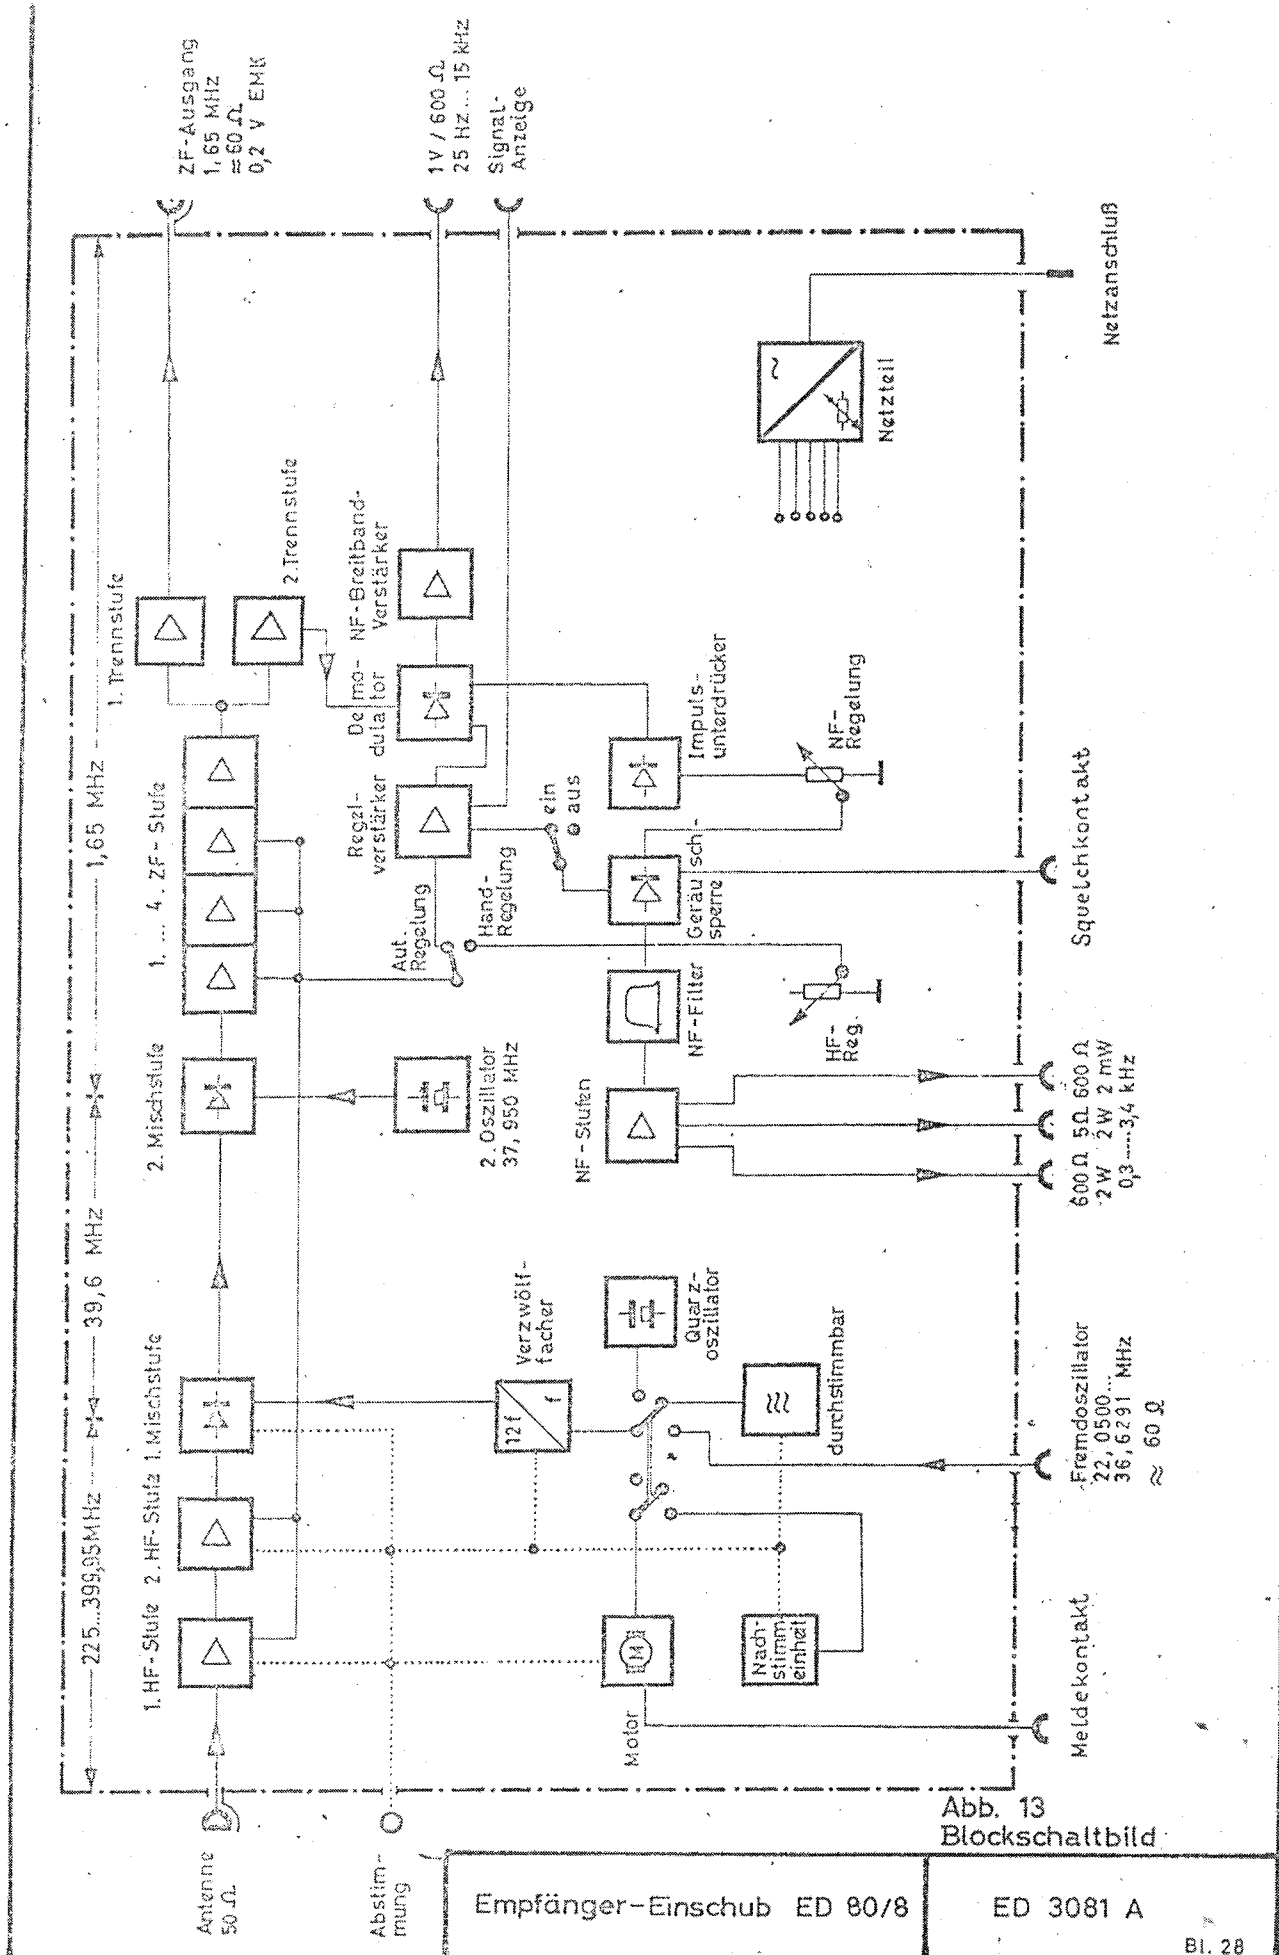 225...399,95MHz
39,6 MHz
1,65 MHz
ZF-Ausgang
1,65 MHz
≈60 Ω
0,2 V EMK
1V / 600 Ω
25 Hz...15 kHz
Signal-
Anzeige
1.HF-Stufe
2.HF-Stufe
1.Mischstufe
2.Mischstufe
1. ... 4. ZF-Stufe
1.Trennstufe
2.Trennstufe
Antenne
50 Ω
Abstim-
mung
2.Oszillator
37,950 MHz
Aut.
Regelung
Hand-
Regelung
Regel-
verstärker
Demo-
dulator
NF-Breitband-
Verstärker
ein
aus
Verzwölf-
facher
12f
f
Quarz-
oszillator
durchstimmbar
Motor
M
Nach-
stimm
einheit
NF-Stufen
NF-Filter
Geräusch-
sperre
Impuls-
unterdrücker
NF-
Regelung
HF-
Reg.
~
Netzteil
Netzanschluß
Squelchkontakt
600 Ω 5Ω 600 Ω
2W 2W 2 mW
0,3----3,4 kHz
Fremdoszillator
22,0500...
36,6291 MHz
≈ 60 Ω
Meldekontakt
Abb. 13
Blockschaltbild
Empfänger-Einschub ED 80/8
ED 3081 A
Bl. 28